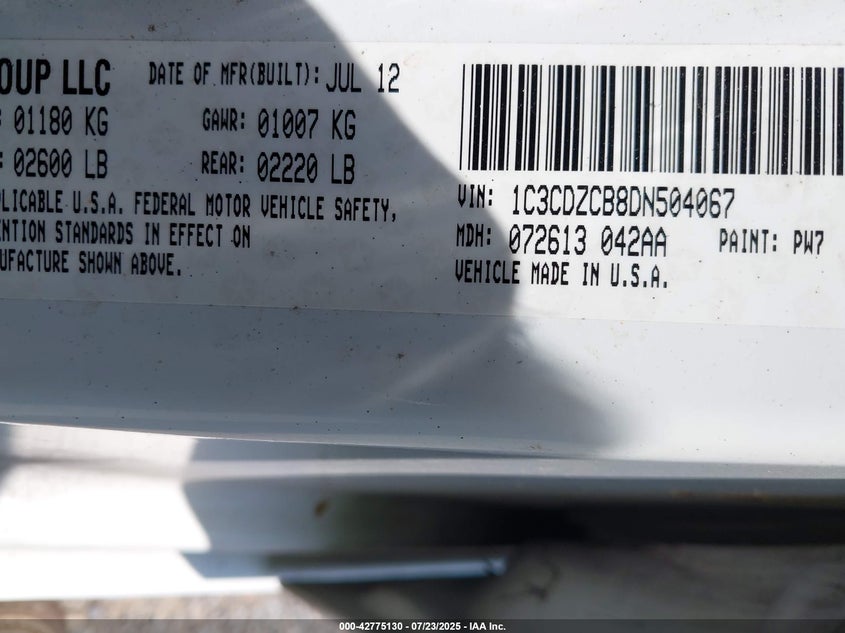 OUP LLC DATE OF MFR(BUILT): JUL 12
: 01180 KG GAWR: 01007 KG
: 02600 LB REAR: 02220 LB
PLICABLE U.S.A. FEDERAL MOTOR VEHICLE SAFETY,
ENTION STANDARDS IN EFFECT ON
UFACTURE SHOWN ABOVE.
VIN: 1C3CDZCB8DN504067
MDH: 072613 042AA PAINT: PW7
VEHICLE MADE IN U.S.A.
000-42775130 - 07/23/2025 - IAA Inc.